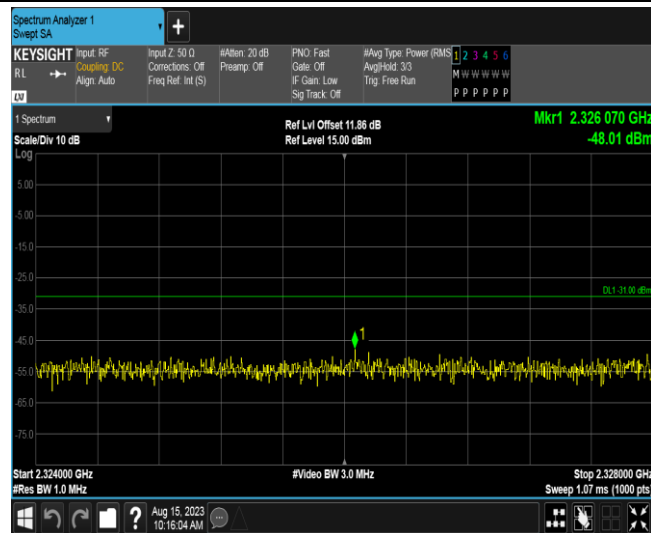 Spectrum Analyzer 1
Swept SA
+
KEYSIGHT
RL
LXI
Input: RF
Coupling: DC
Align: Auto
Input Z: 50 Ω
Corrections: Off
Freq Ref: Int (S)
#Atten: 20 dB
Preamp: Off
PNO: Fast
Gate: Off
IF Gain: Low
Sig Track: Off
#Avg Type: Power (RMS
Avg|Hold: 3/3
Trig: Free Run
1 2 3 4 5 6
M W W W W W
P P P P P P
1 Spectrum
Scale/Div 10 dB
Log
Ref Lvl Offset 11.86 dB
Ref Level 15.00 dBm
Mkr1 2.326 070 GHz
-48.01 dBm
5.00
-5.00
-15.0
-25.0
-35.0
-45.0
-55.0
-65.0
-75.0
DL1 -31.00 dBm
1
Start 2.324000 GHz
#Res BW 1.0 MHz
#Video BW 3.0 MHz
Stop 2.328000 GHz
Sweep 1.07 ms (1000 pts)
?
Aug 15, 2023
10:16:04 AM